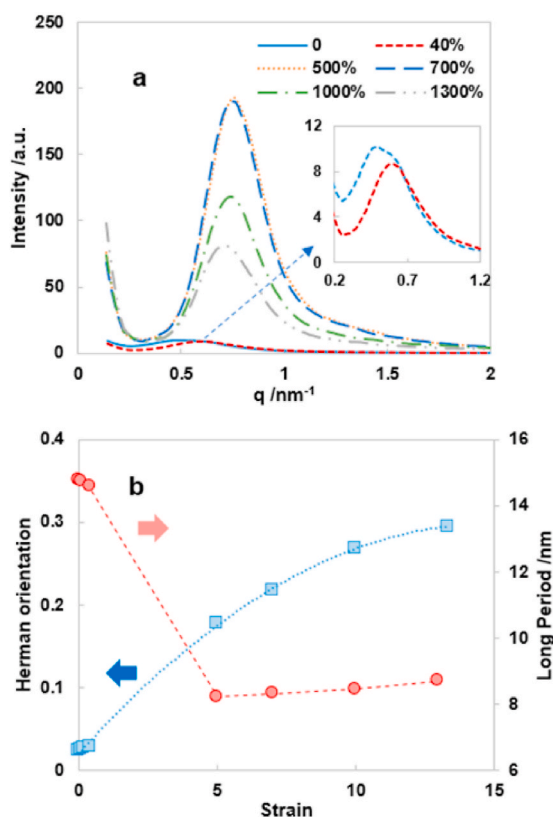 250
200
150
100
50
0
Intensity /a.u.
a
0 40%
500% 700%
1000% 1300%
12
8
4
0
0.2 0.7 1.2
0 0.5 1 1.5 2
q /nm⁻¹
0.4
0.3
0.2
0.1
0
Herman orientation
b
16
14
12
10
8
6
Long Period /nm
0 5 10 15
Strain